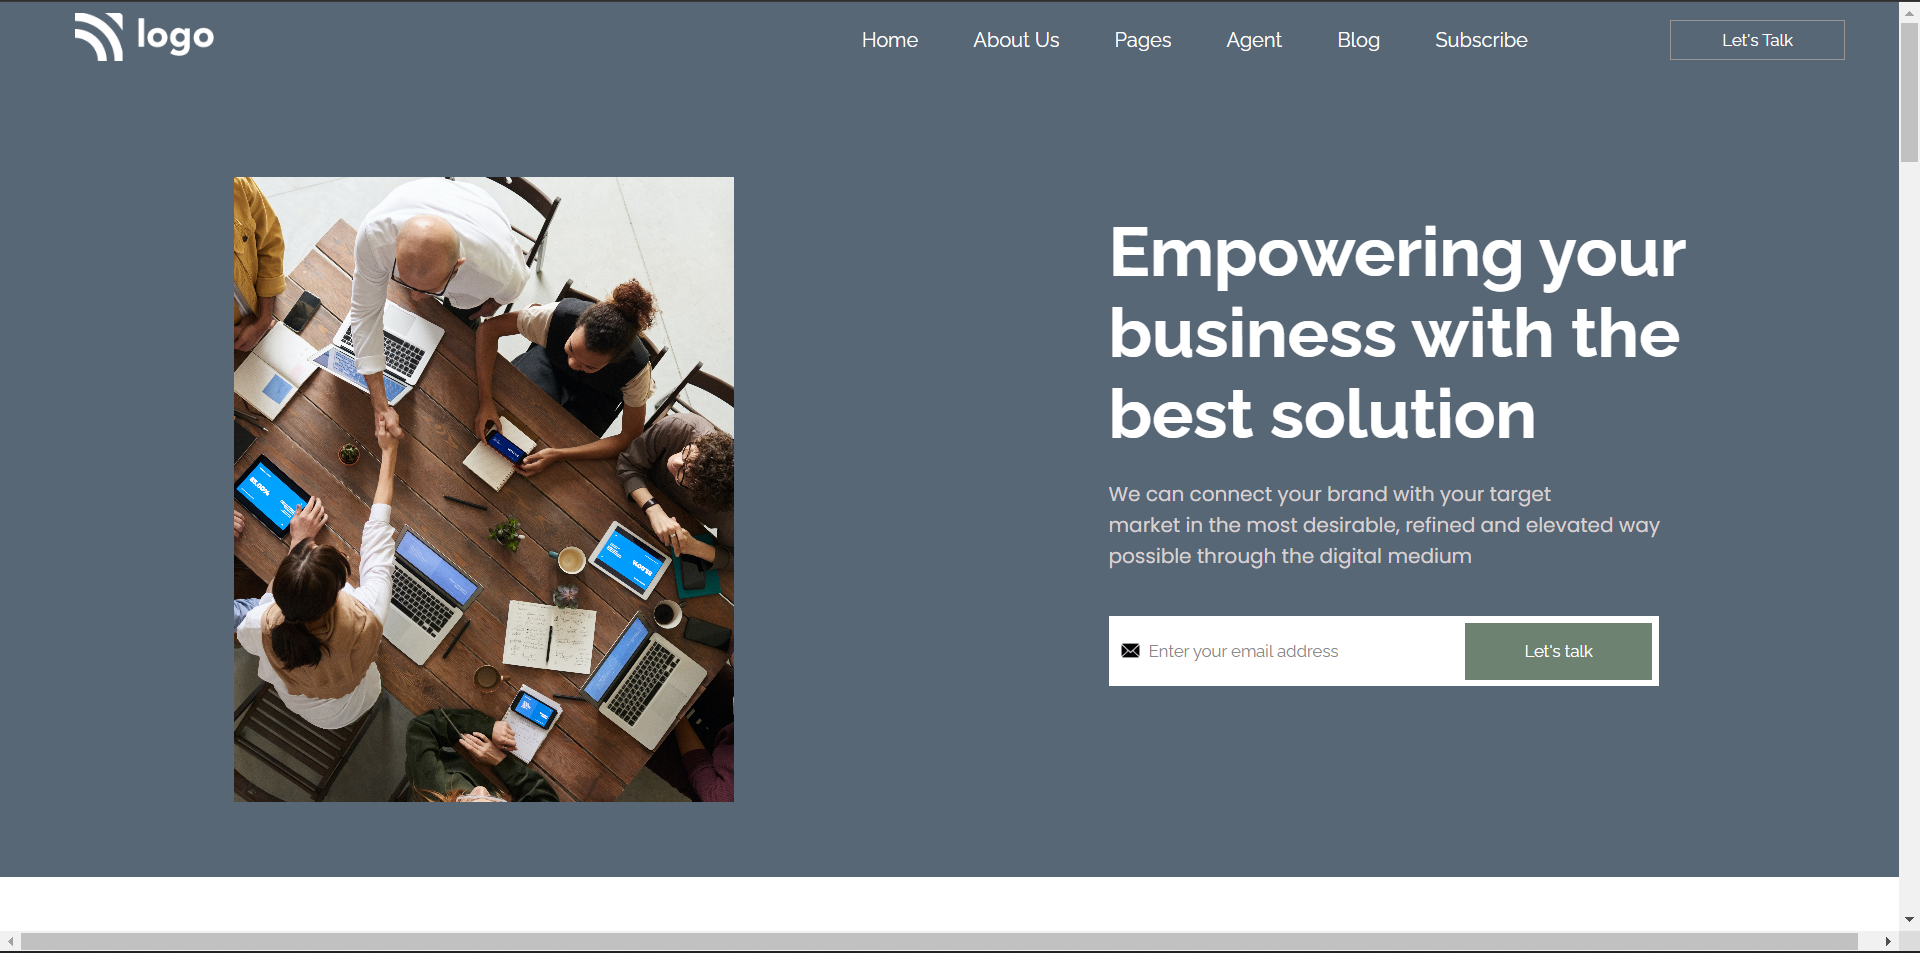 logo
Home About Us Pages Agent Blog Subscribe Let's Talk
Empowering your
business with the
best solution
We can connect your brand with your target
market in the most desirable, refined and elevated way
possible through the digital medium
Enter your email address Let's talk